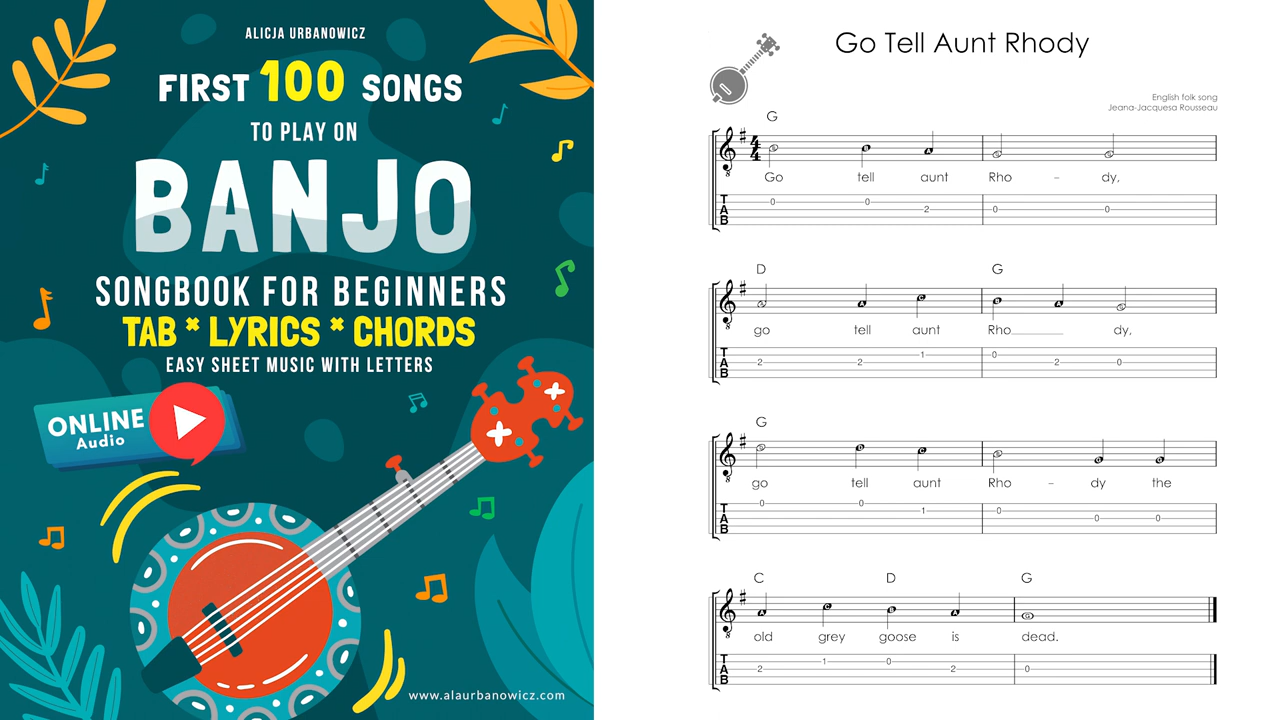 ALICJA URBANOWICZ
FIRST 100 SONGS
TO PLAY ON
BANJO
SONGBOOK FOR BEGINNERS
TAB * LYRICS * CHORDS
EASY SHEET MUSIC WITH LETTERS
ONLINE
Audio
www.alaurbanowicz.com
Go Tell Aunt Rhody
English folk song
Jeana-Jacquesa Rousseau
G
B B A G G
Go tell aunt Rho - dy,
T A B 0 0 2 0 0
D G
A A C B A G
go tell aunt Rho____ dy,
T A B 2 2 1 0 2 0
G
D D C B G G
go tell aunt Rho - dy the
T A B 0 0 1 0 0 0
C D G
A C B A G
old grey goose is dead.
T A B 2 1 0 2 0